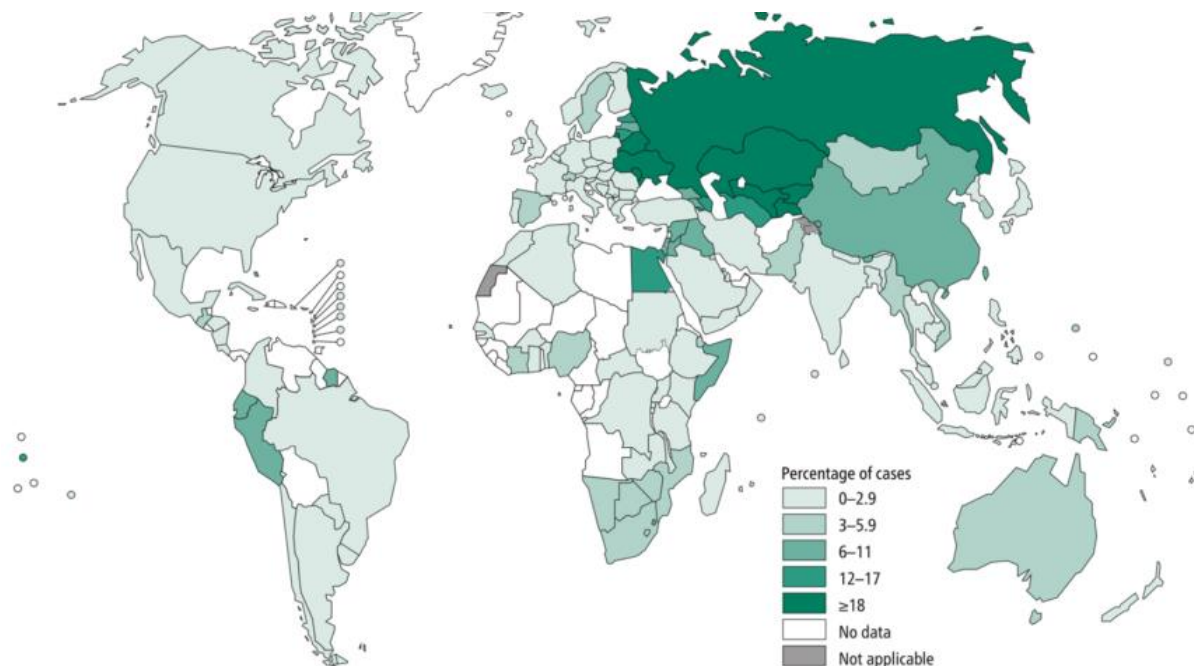 Percentage of cases
0–2.9
3–5.9
6–11
12–17
≥18
No data
Not applicable